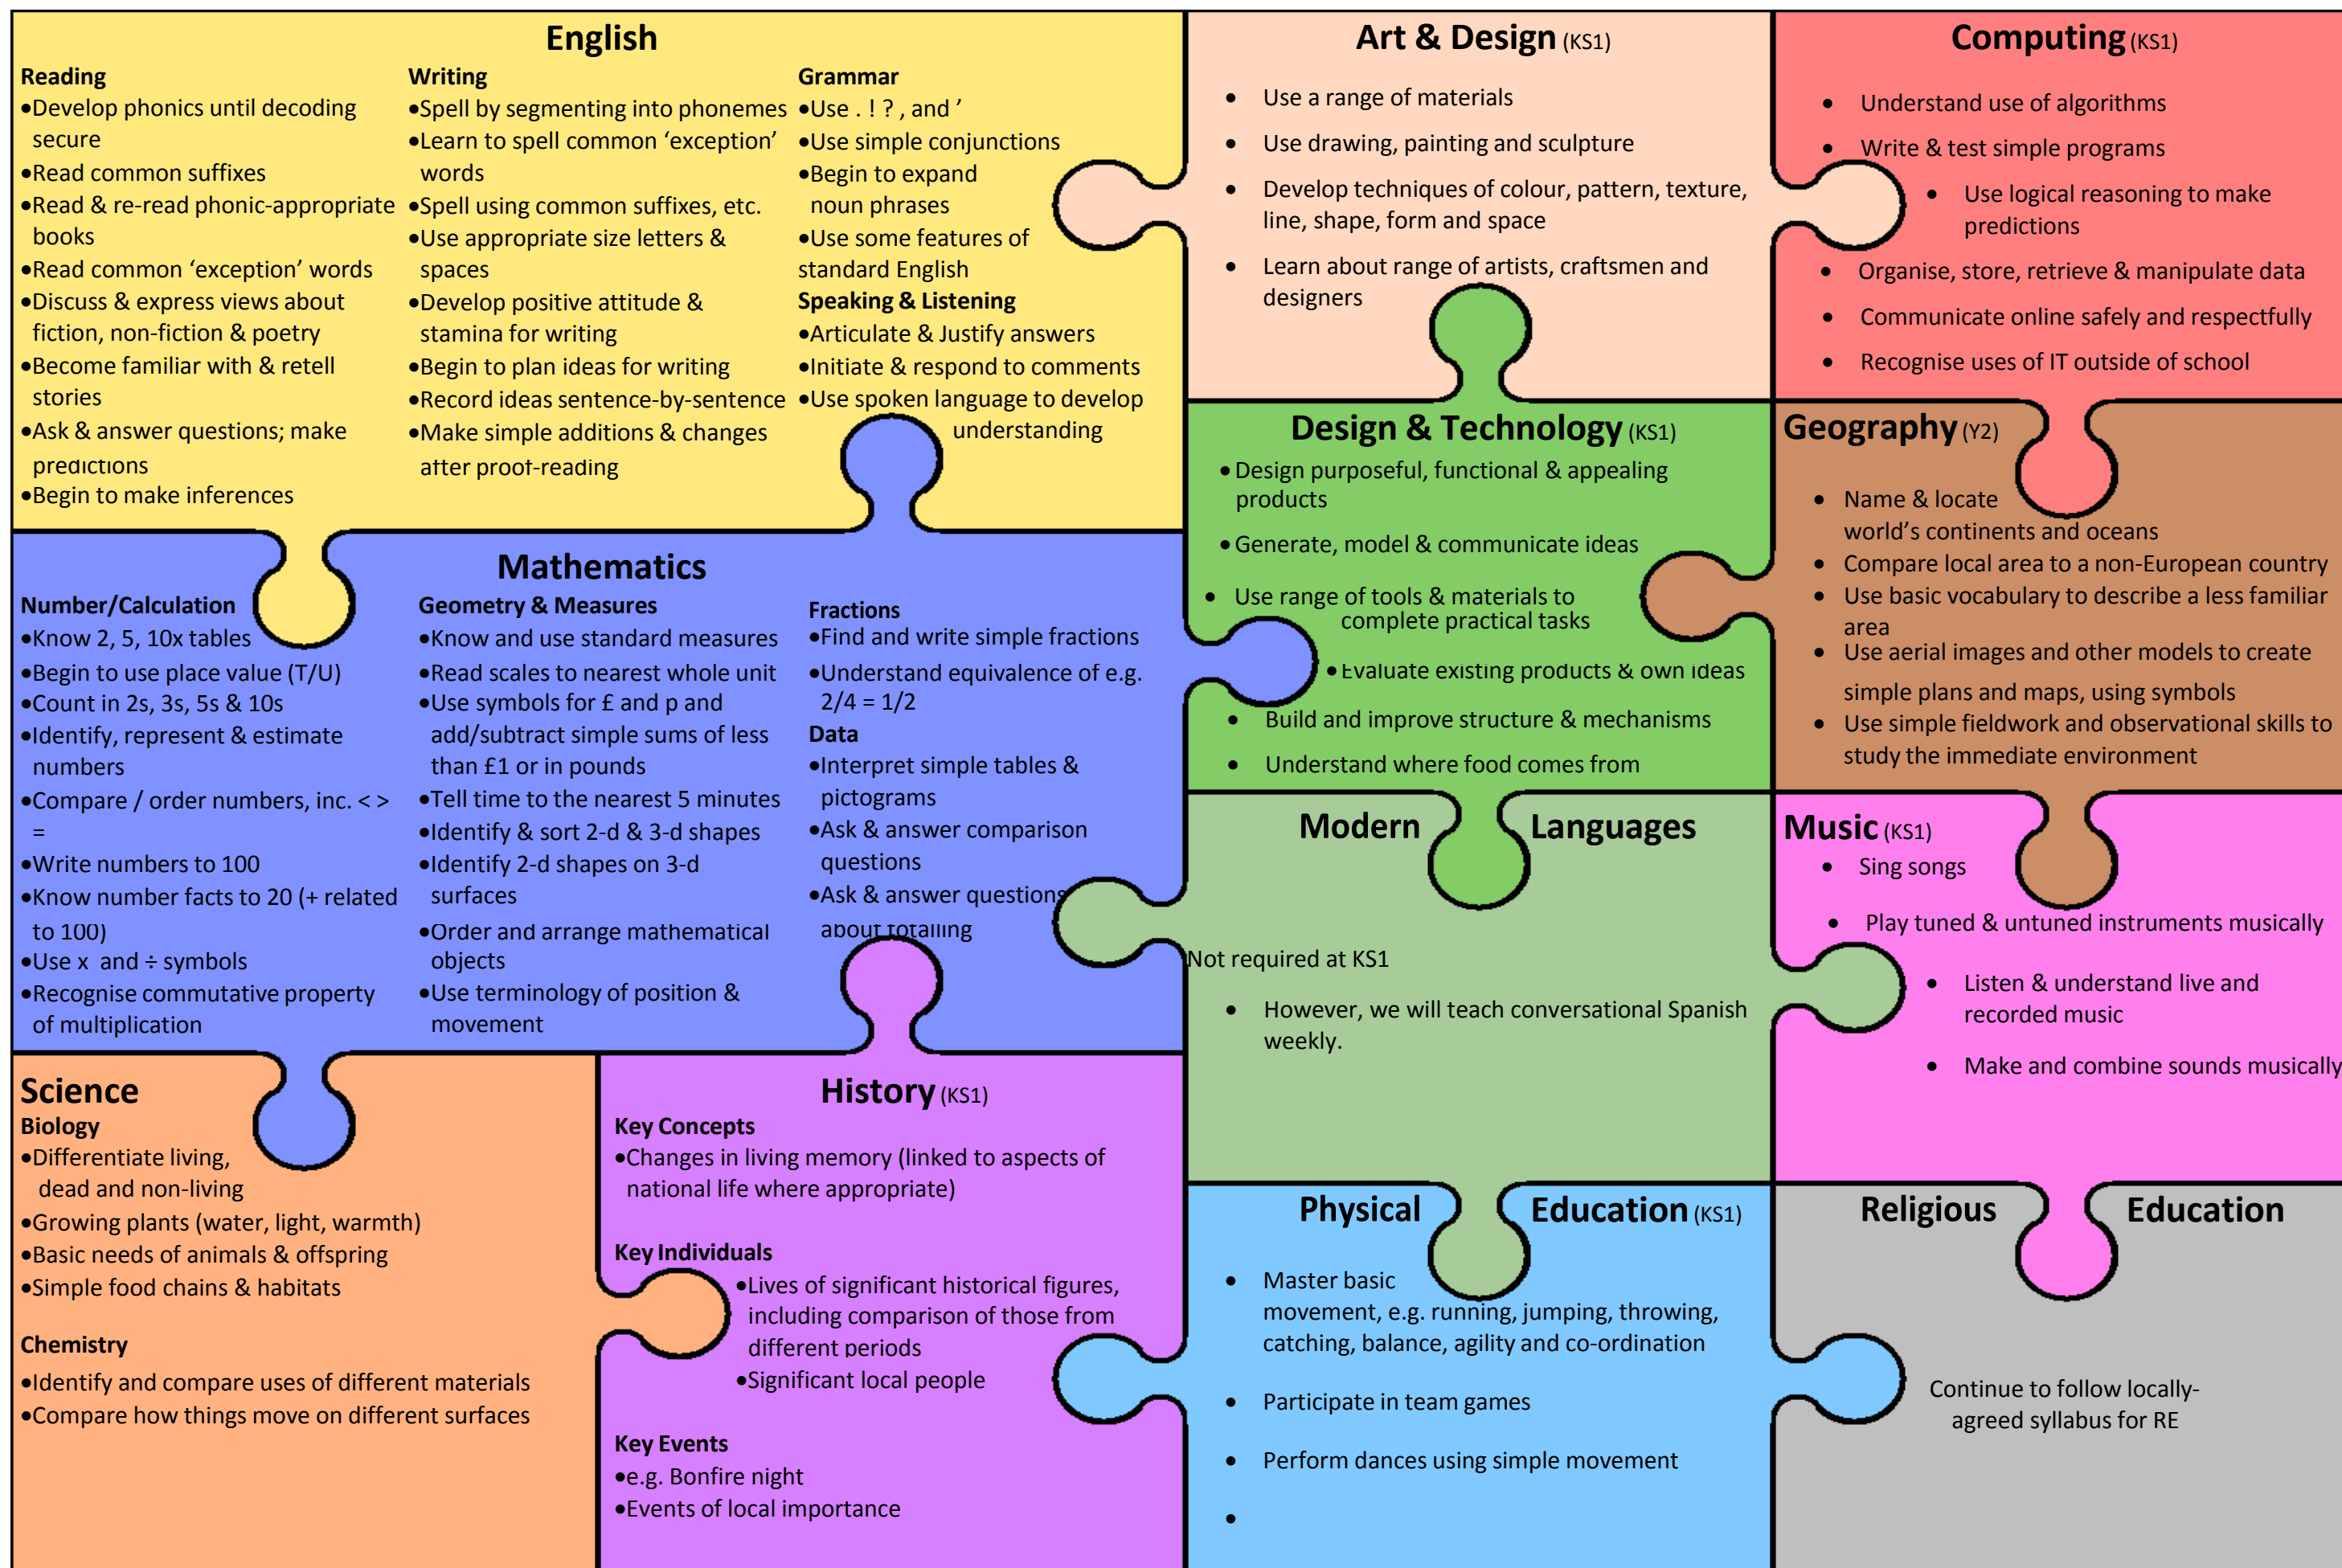 English
Reading
•Develop phonics until decoding
secure
•Read common suffixes
•Read & re-read phonic-appropriate
books
•Read common ‘exception’ words
•Discuss & express views about
fiction, non-fiction & poetry
•Become familiar with & retell
stories
•Ask & answer questions; make
predictions
•Begin to make inferences
Writing
•Spell by segmenting into phonemes
•Learn to spell common ‘exception’
words
•Spell using common suffixes, etc.
•Use appropriate size letters &
spaces
•Develop positive attitude &
stamina for writing
•Begin to plan ideas for writing
•Record ideas sentence-by-sentence
•Make simple additions & changes
after proof-reading
Grammar
•Use . ! ? , and ’
•Use simple conjunctions
•Begin to expand
noun phrases
•Use some features of
standard English
Speaking & Listening
•Articulate & Justify answers
•Initiate & respond to comments
•Use spoken language to develop
understanding
Art & Design (KS1)
• Use a range of materials
• Use drawing, painting and sculpture
• Develop techniques of colour, pattern, texture,
line, shape, form and space
• Learn about range of artists, craftsmen and
designers
Computing (KS1)
• Understand use of algorithms
• Write & test simple programs
• Use logical reasoning to make
predictions
• Organise, store, retrieve & manipulate data
• Communicate online safely and respectfully
• Recognise uses of IT outside of school
Mathematics
Number/Calculation
•Know 2, 5, 10x tables
•Begin to use place value (T/U)
•Count in 2s, 3s, 5s & 10s
•Identify, represent & estimate
numbers
•Compare / order numbers, inc. < >
=
•Write numbers to 100
•Know number facts to 20 (+ related
to 100)
•Use x and ÷ symbols
•Recognise commutative property
of multiplication
Geometry & Measures
•Know and use standard measures
•Read scales to nearest whole unit
•Use symbols for £ and p and
add/subtract simple sums of less
than £1 or in pounds
•Tell time to the nearest 5 minutes
•Identify & sort 2-d & 3-d shapes
•Identify 2-d shapes on 3-d
surfaces
•Order and arrange mathematical
objects
•Use terminology of position &
movement
Fractions
•Find and write simple fractions
•Understand equivalence of e.g.
2/4 = 1/2
Data
•Interpret simple tables &
pictograms
•Ask & answer comparison
questions
•Ask & answer questions
about totalling
Design & Technology (KS1)
• Design purposeful, functional & appealing
products
• Generate, model & communicate ideas
• Use range of tools & materials to
complete practical tasks
• Evaluate existing products & own ideas
• Build and improve structure & mechanisms
• Understand where food comes from
Geography (Y2)
• Name & locate
world’s continents and oceans
• Compare local area to a non-European country
• Use basic vocabulary to describe a less familiar
area
• Use aerial images and other models to create
simple plans and maps, using symbols
• Use simple fieldwork and observational skills to
study the immediate environment
Modern Languages
Not required at KS1
• However, we will teach conversational Spanish
weekly.
Music (KS1)
• Sing songs
• Play tuned & untuned instruments musically
• Listen & understand live and
recorded music
• Make and combine sounds musically
Science
Biology
•Differentiate living,
dead and non-living
•Growing plants (water, light, warmth)
•Basic needs of animals & offspring
•Simple food chains & habitats
Chemistry
•Identify and compare uses of different materials
•Compare how things move on different surfaces
History (KS1)
Key Concepts
•Changes in living memory (linked to aspects of
national life where appropriate)
Key Individuals
•Lives of significant historical figures,
including comparison of those from
different periods
•Significant local people
Key Events
•e.g. Bonfire night
•Events of local importance
Physical Education (KS1)
• Master basic
movement, e.g. running, jumping, throwing,
catching, balance, agility and co-ordination
• Participate in team games
• Perform dances using simple movement
•
Religious Education
Continue to follow locally-
agreed syllabus for RE